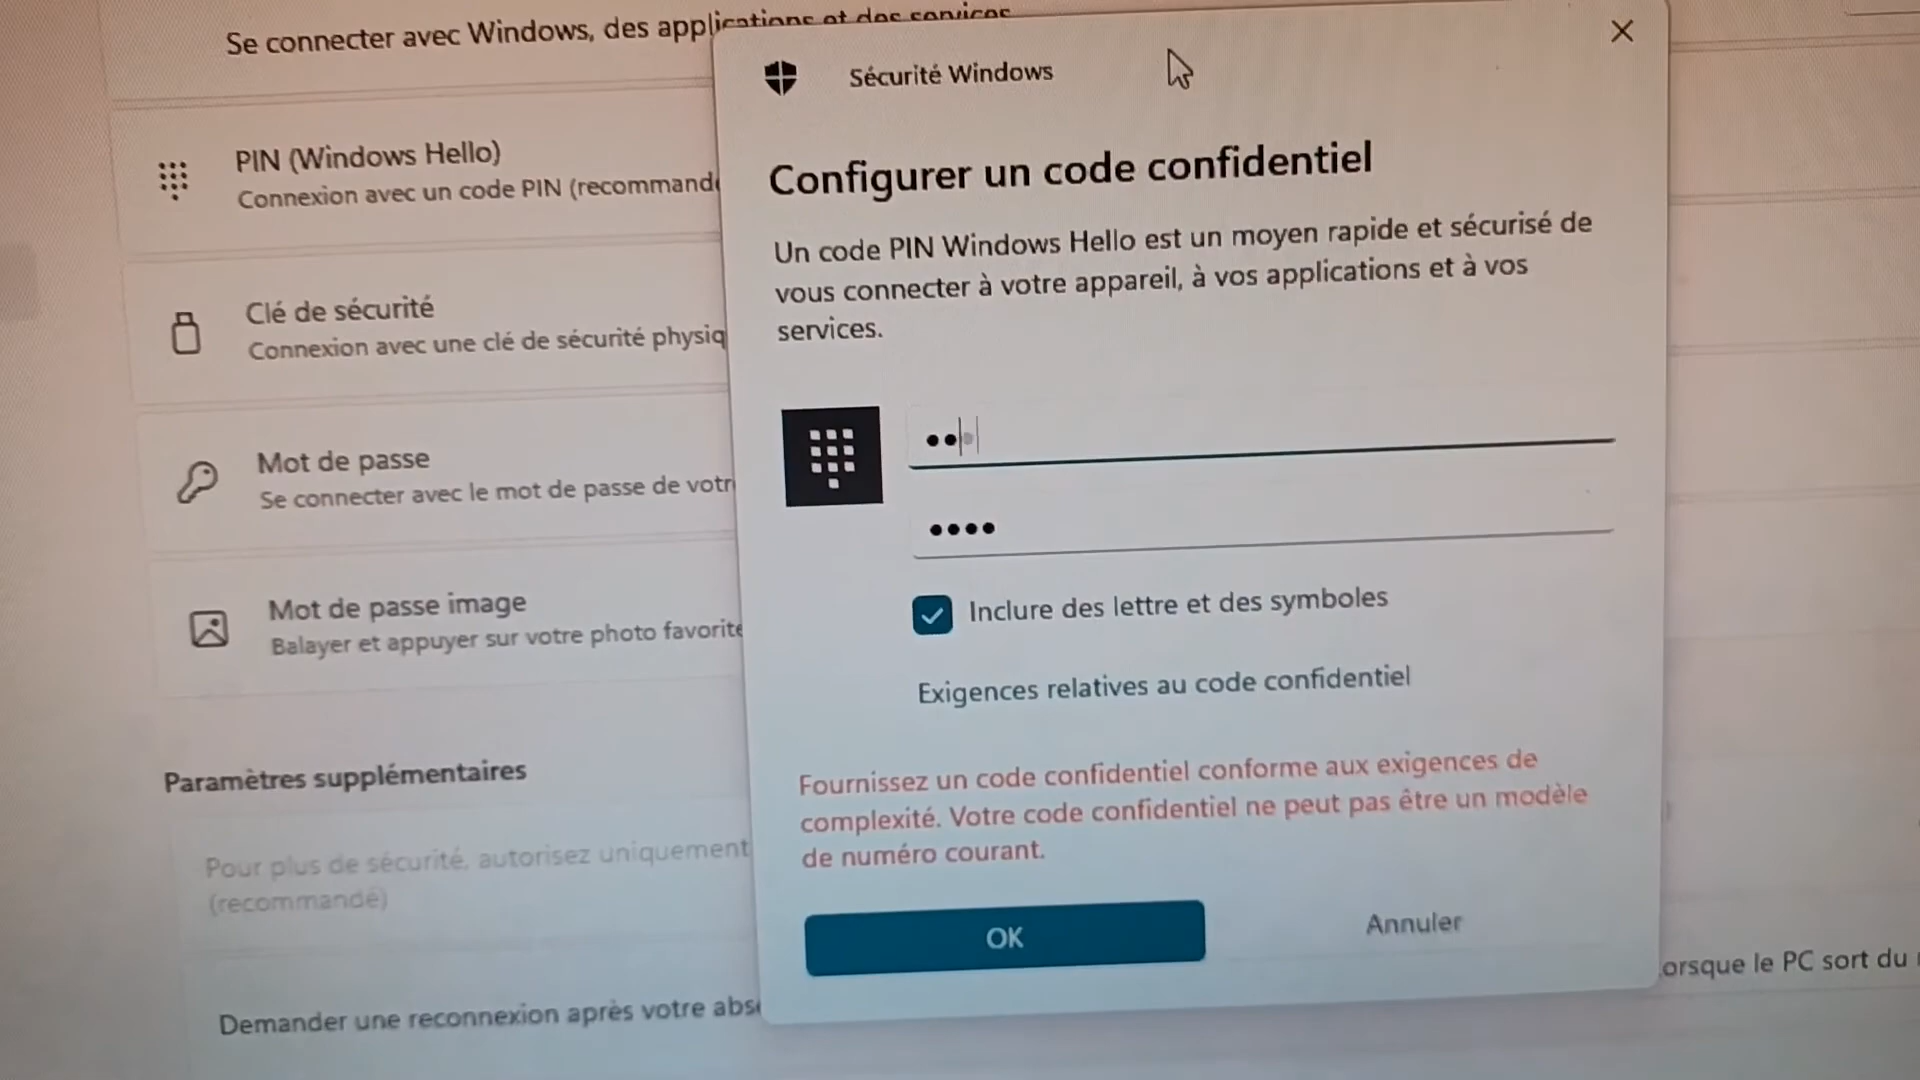 Se connecter avec Windows, des applications et des services
PIN (Windows Hello)
Connexion avec un code PIN (recommandé
Clé de sécurité
Connexion avec une clé de sécurité physiq
Mot de passe
Se connecter avec le mot de passe de votr
Mot de passe image
Balayer et appuyer sur votre photo favorite
Paramètres supplémentaires
Pour plus de sécurité, autorisez uniquement
(recommandé)
Demander une reconnexion après votre abse
Sécurité Windows
Configurer un code confidentiel
Un code PIN Windows Hello est un moyen rapide et sécurisé de
vous connecter à votre appareil, à vos applications et à vos
services.
Inclure des lettre et des symboles
Exigences relatives au code confidentiel
Fournissez un code confidentiel conforme aux exigences de
complexité. Votre code confidentiel ne peut pas être un modèle
de numéro courant.
OK
Annuler
orsque le PC sort du